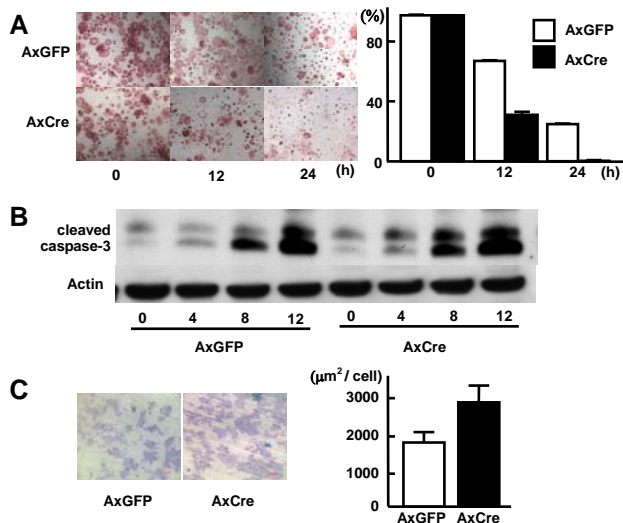 A
AxGFP
AxCre
0 12 24 (h)
(%)
80
40
0
0 12 24 (h)
AxGFP
AxCre
B
cleaved
caspase-3
Actin
0 4 8 12 0 4 8 12
AxGFP AxCre
C
AxGFP AxCre
(μm²/ cell)
3000
2000
1000
0
AxGFP AxCre